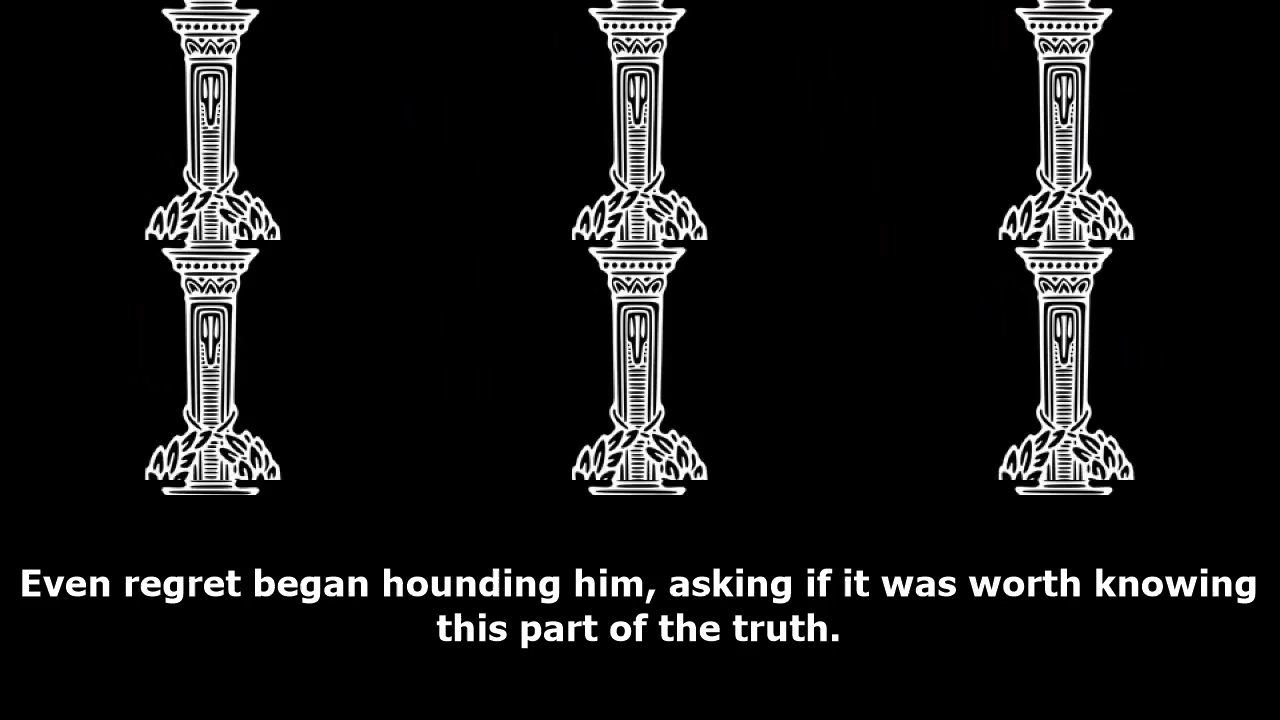 Even regret began hounding him, asking if it was worth knowing
this part of the truth.